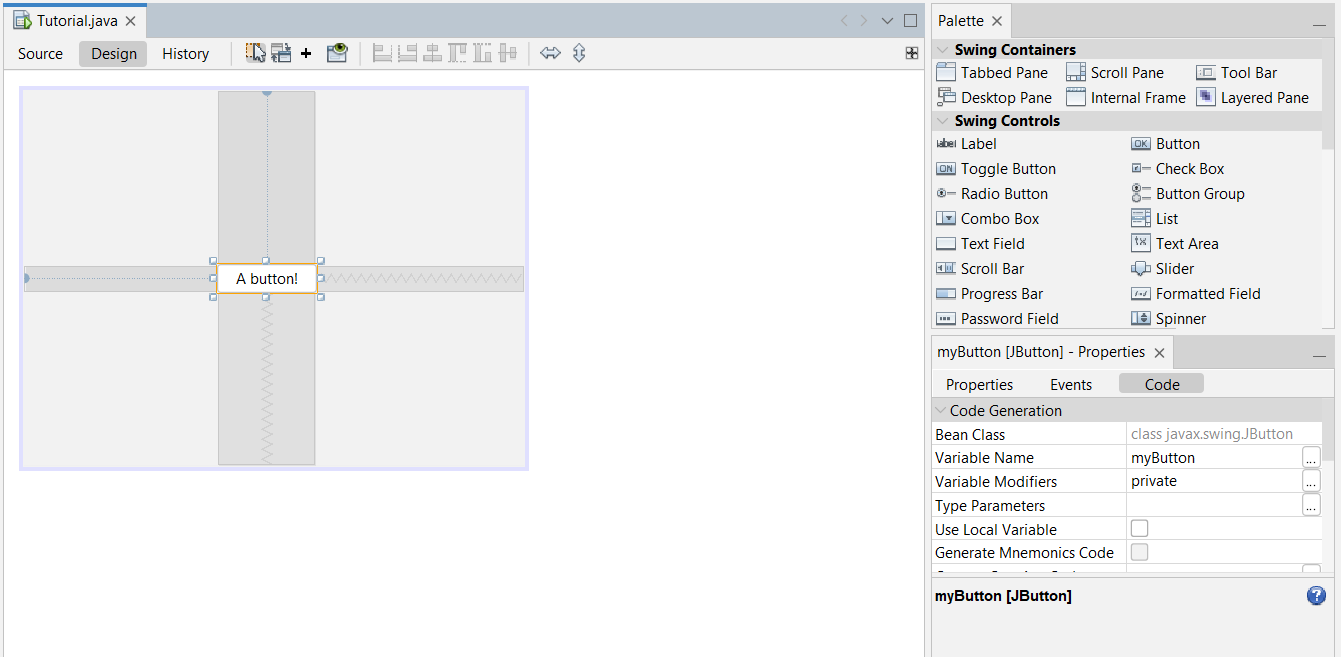 Tutorial.java
Source Design History
A button!
Palette
Swing Containers
Tabbed Pane Scroll Pane Tool Bar
Desktop Pane Internal Frame Layered Pane
Swing Controls
label Label OK Button
ON Toggle Button Check Box
Radio Button Button Group
Combo Box List
Text Field tx Text Area
Scroll Bar Slider
Progress Bar Formatted Field
Password Field Spinner
myButton [JButton] - Properties
Properties Events Code
Code Generation
Bean Class class javax.swing.JButton
Variable Name myButton ...
Variable Modifiers private ...
Type Parameters ...
Use Local Variable
Generate Mnemonics Code
myButton [JButton] ?